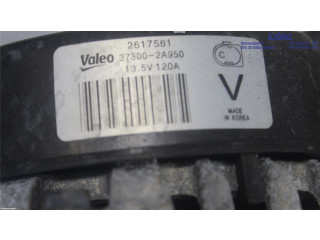 2617561
Valeo 37300-2A950
13.5V 120A
C
V
MADE
IN KOREA